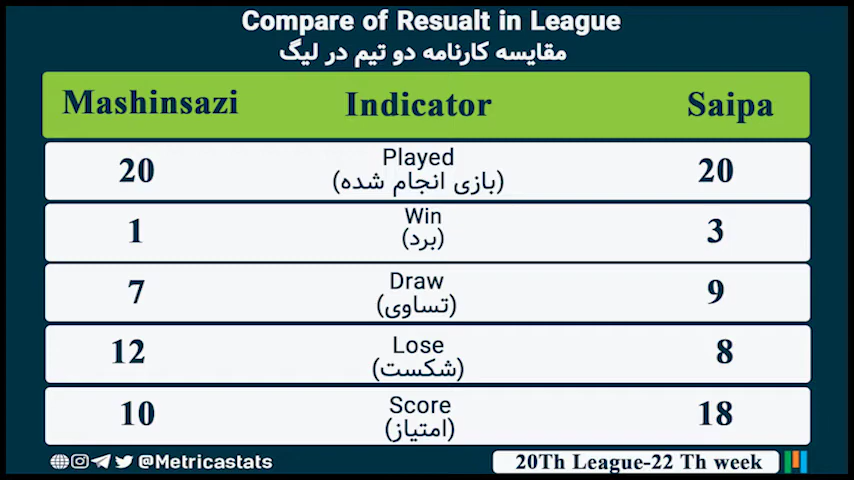 Compare of Resualt in League
مقایسه کارنامه دو تیم در لیگ
Mashinsazi Indicator Saipa
20 Played 20
(بازی انجام شده)
1 Win 3
(برد)
7 Draw 9
(تساوی)
12 Lose 8
(شکست)
10 Score 18
(امتیاز)
@Metricastats 20Th League-22 Th week